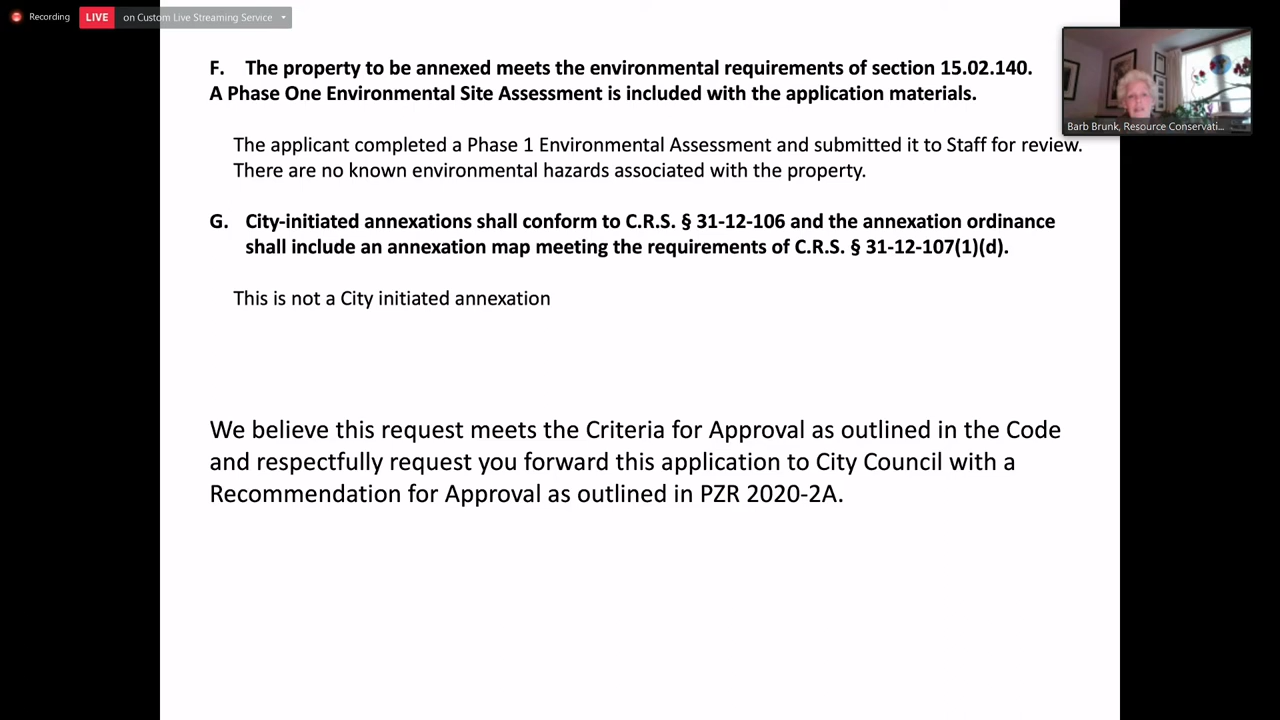 Recording
LIVE on Custom Live Streaming Service
F. The property to be annexed meets the environmental requirements of section 15.02.140.
A Phase One Environmental Site Assessment is included with the application materials.
Barb Brunk, Resource Conservati...
The applicant completed a Phase 1 Environmental Assessment and submitted it to Staff for review.
There are no known environmental hazards associated with the property.
G. City-initiated annexations shall conform to C.R.S. § 31-12-106 and the annexation ordinance
shall include an annexation map meeting the requirements of C.R.S. § 31-12-107(1)(d).
This is not a City initiated annexation
We believe this request meets the Criteria for Approval as outlined in the Code
and respectfully request you forward this application to City Council with a
Recommendation for Approval as outlined in PZR 2020-2A.